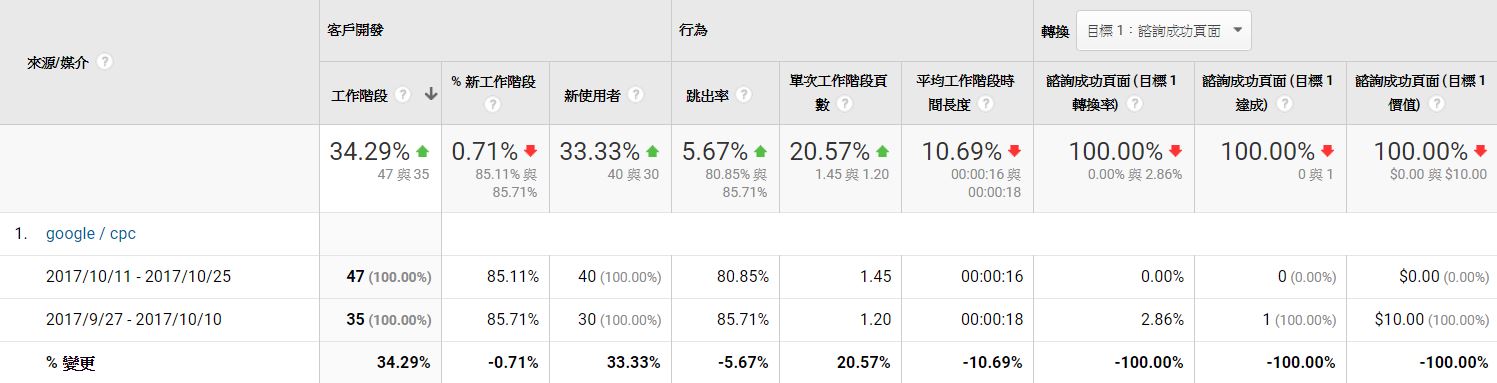 客戶開發
行為
轉換 目標 1：諮詢成功頁面
來源/媒介 ?
工作階段 ?
% 新工作階段 ?
新使用者 ?
跳出率 ?
單次工作階段頁
數 ?
平均工作階段時
間長度 ?
諮詢成功頁面 (目標 1
轉換率) ?
諮詢成功頁面 (目標 1
達成) ?
諮詢成功頁面 (目標 1
價值) ?
34.29%
47 與 35
0.71%
85.11% 與
85.71%
33.33%
40 與 30
5.67%
80.85% 與
85.71%
20.57%
1.45 與 1.20
10.69%
00:00:16 與
00:00:18
100.00%
0.00% 與 2.86%
100.00%
0 與 1
100.00%
$0.00 與 $10.00
1. google / cpc
2017/10/11 - 2017/10/25 47 (100.00%) 85.11% 40 (100.00%) 80.85% 1.45 00:00:16 0.00% 0 (0.00%) $0.00 (0.00%)
2017/9/27 - 2017/10/10 35 (100.00%) 85.71% 30 (100.00%) 85.71% 1.20 00:00:18 2.86% 1 (100.00%) $10.00 (100.00%)
% 變更 34.29% -0.71% 33.33% -5.67% 20.57% -10.69% -100.00% -100.00% -100.00%